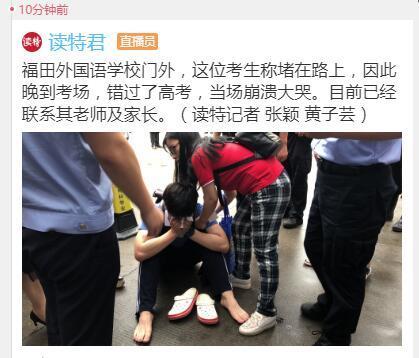 10分钟前
读特 读特君 直播员
福田外国语学校门外，这位考生称堵在路上，因此
晚到考场，错过了高考，当场崩溃大哭。目前已经
联系其老师及家长。（读特记者 张颖 黄子芸）